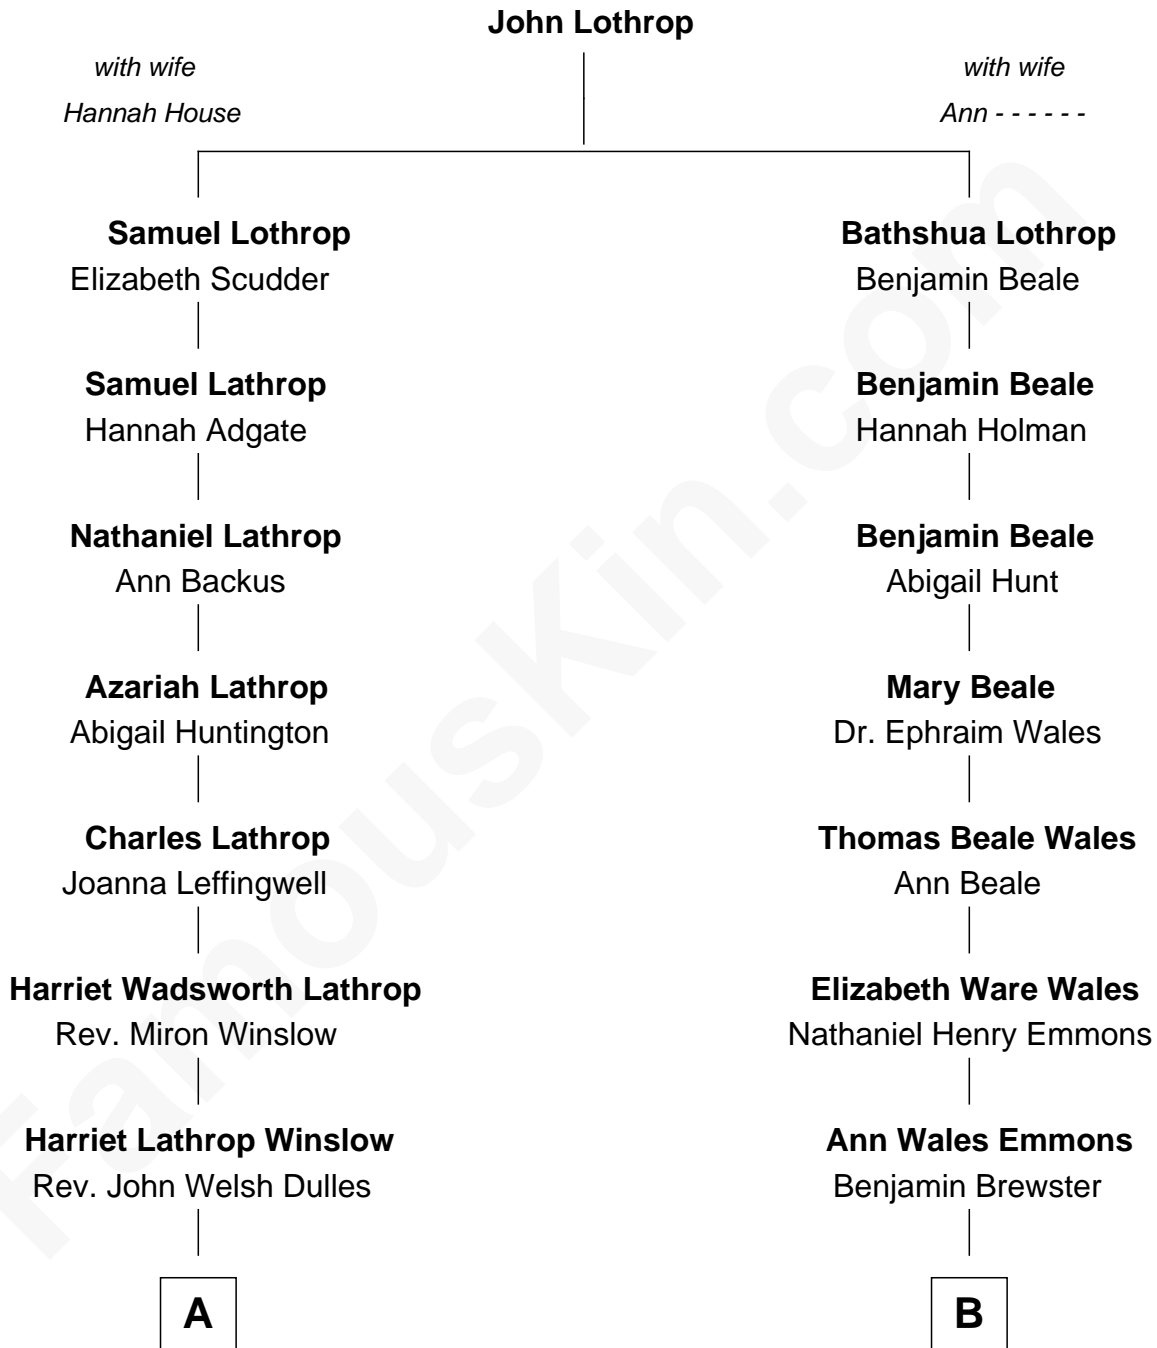 John Lothrop
with wife
Hannah House
with wife
Ann - - - - - -
Samuel Lothrop
Elizabeth Scudder
Bathshua Lothrop
Benjamin Beale
Samuel Lathrop
Hannah Adgate
Benjamin Beale
Hannah Holman
Nathaniel Lathrop
Ann Backus
Benjamin Beale
Abigail Hunt
Azariah Lathrop
Abigail Huntington
Mary Beale
Dr. Ephraim Wales
Charles Lathrop
Joanna Leffingwell
Thomas Beale Wales
Ann Beale
Harriet Wadsworth Lathrop
Rev. Miron Winslow
Elizabeth Ware Wales
Nathaniel Henry Emmons
Harriet Lathrop Winslow
Rev. John Welsh Dulles
Ann Wales Emmons
Benjamin Brewster
A
B
FamousKin.com